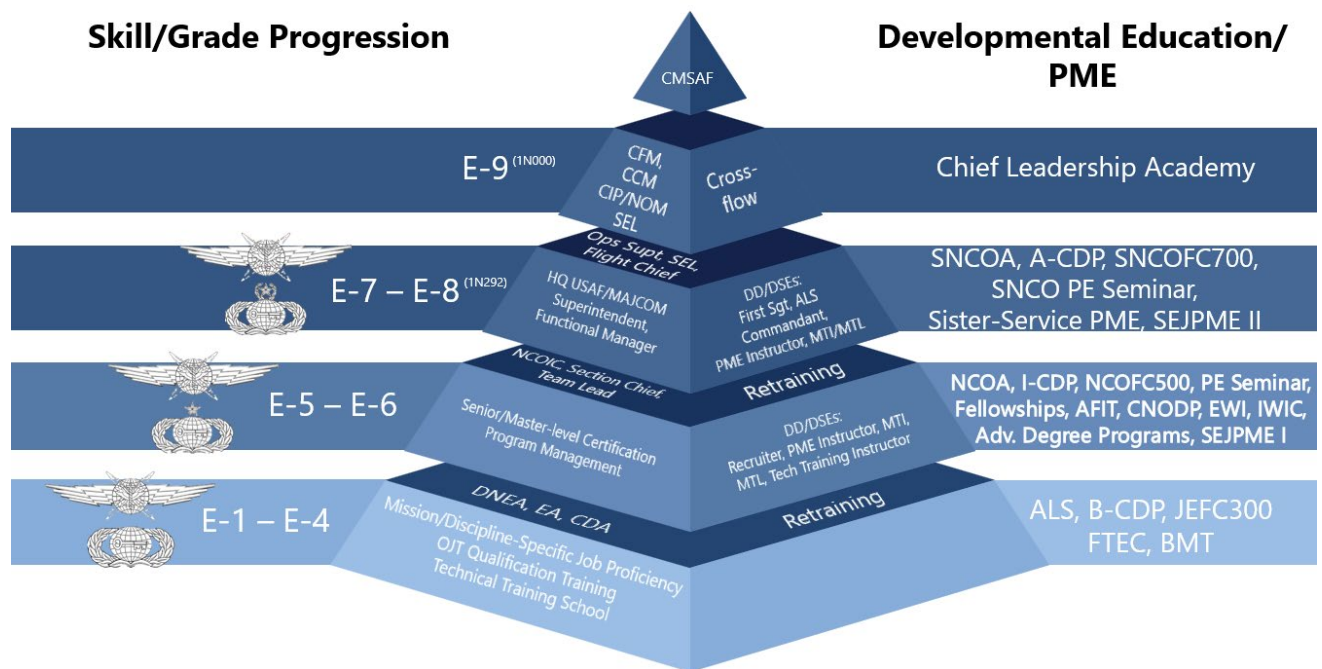 Skill/Grade Progression
Developmental Education/
PME
CMSAF
E-9 (1N000)
CFM,
CCM
CIP/NOM
SEL
Cross-
flow
Chief Leadership Academy
Ops Supt, SEL,
Flight Chief
E-7 – E-8 (1N292)
HQ USAF/MAJCOM
Superintendent,
Functional Manager
DD/DSEs:
First Sgt, ALS
Commandant,
PME Instructor, MTI/MTL
SNCOA, A-CDP, SNCOFC700,
SNCO PE Seminar,
Sister-Service PME, SEJPME II
NCOIC, Section Chief
Team Lead
Retraining
E-5 – E-6
Senior/Master-level Certification
Program Management
DD/DSEs:
Recruiter, PME Instructor, MTI,
MTL, Tech Training Instructor
NCOA, I-CDP, NCOFC500, PE Seminar,
Fellowships, AFIT, CNODP, EWI, IWIC,
Adv. Degree Programs, SEJPME I
DNEA, EA, CDA
Retraining
E-1 – E-4
Mission/Discipline-Specific Job Proficiency
OJT Qualification Training
Technical Training School
ALS, B-CDP, JEFC300
FTEC, BMT